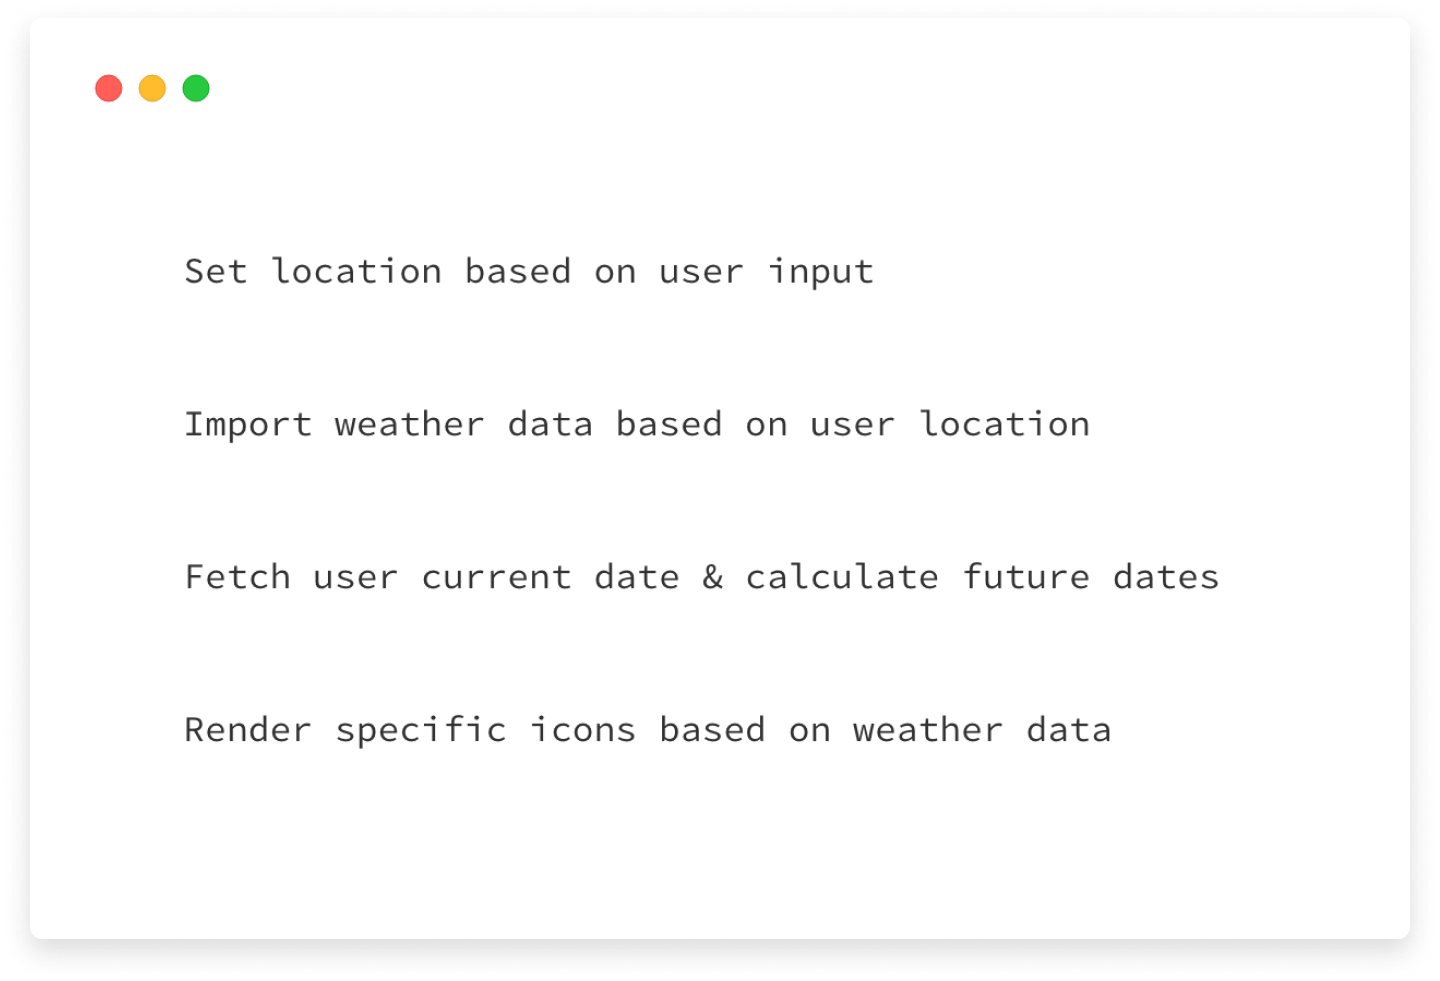 Set location based on user input
Import weather data based on user location
Fetch user current date & calculate future dates
Render specific icons based on weather data